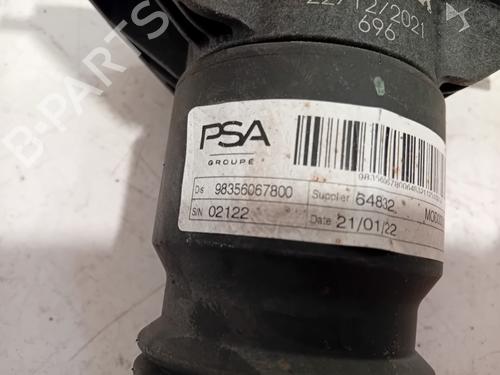 22/12/2021
696
PSA
GROUPE
Ds 98356067800 Supplier 64832
S/N 02122 Date 21/01/22
B-PARTS